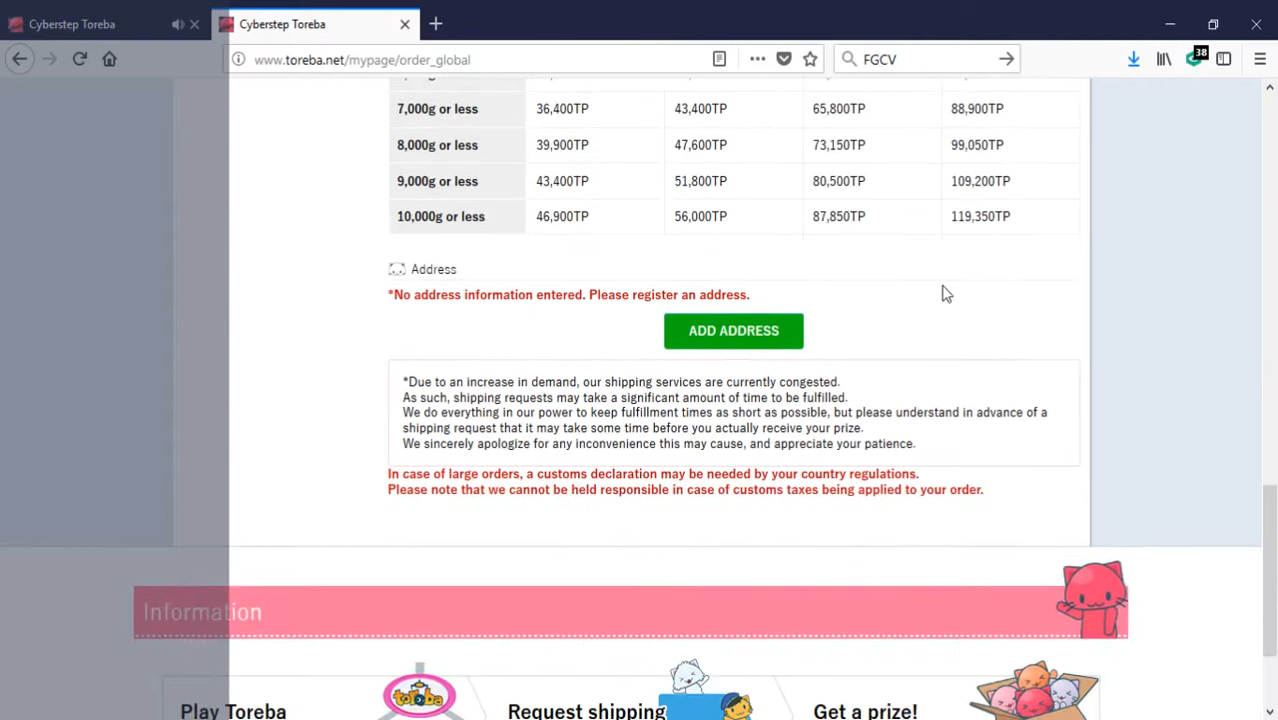 Cyberstep Toreba
Cyberstep Toreba
www.toreba.net/mypage/order_global
FGCV
38
7,000g or less 36,400TP 43,400TP 65,800TP 88,900TP
8,000g or less 39,900TP 47,600TP 73,150TP 99,050TP
9,000g or less 43,400TP 51,800TP 80,500TP 109,200TP
10,000g or less 46,900TP 56,000TP 87,850TP 119,350TP
Address
*No address information entered. Please register an address.
ADD ADDRESS
*Due to an increase in demand, our shipping services are currently congested.
As such, shipping requests may take a significant amount of time to be fulfilled.
We do everything in our power to keep fulfillment times as short as possible, but please understand in advance of a
shipping request that it may take some time before you actually receive your prize.
We sincerely apologize for any inconvenience this may cause, and appreciate your patience.
In case of large orders, a customs declaration may be needed by your country regulations.
Please note that we cannot be held responsible in case of customs taxes being applied to your order.
Information
toreba
Play Toreba
Request shipping
Get a prize!